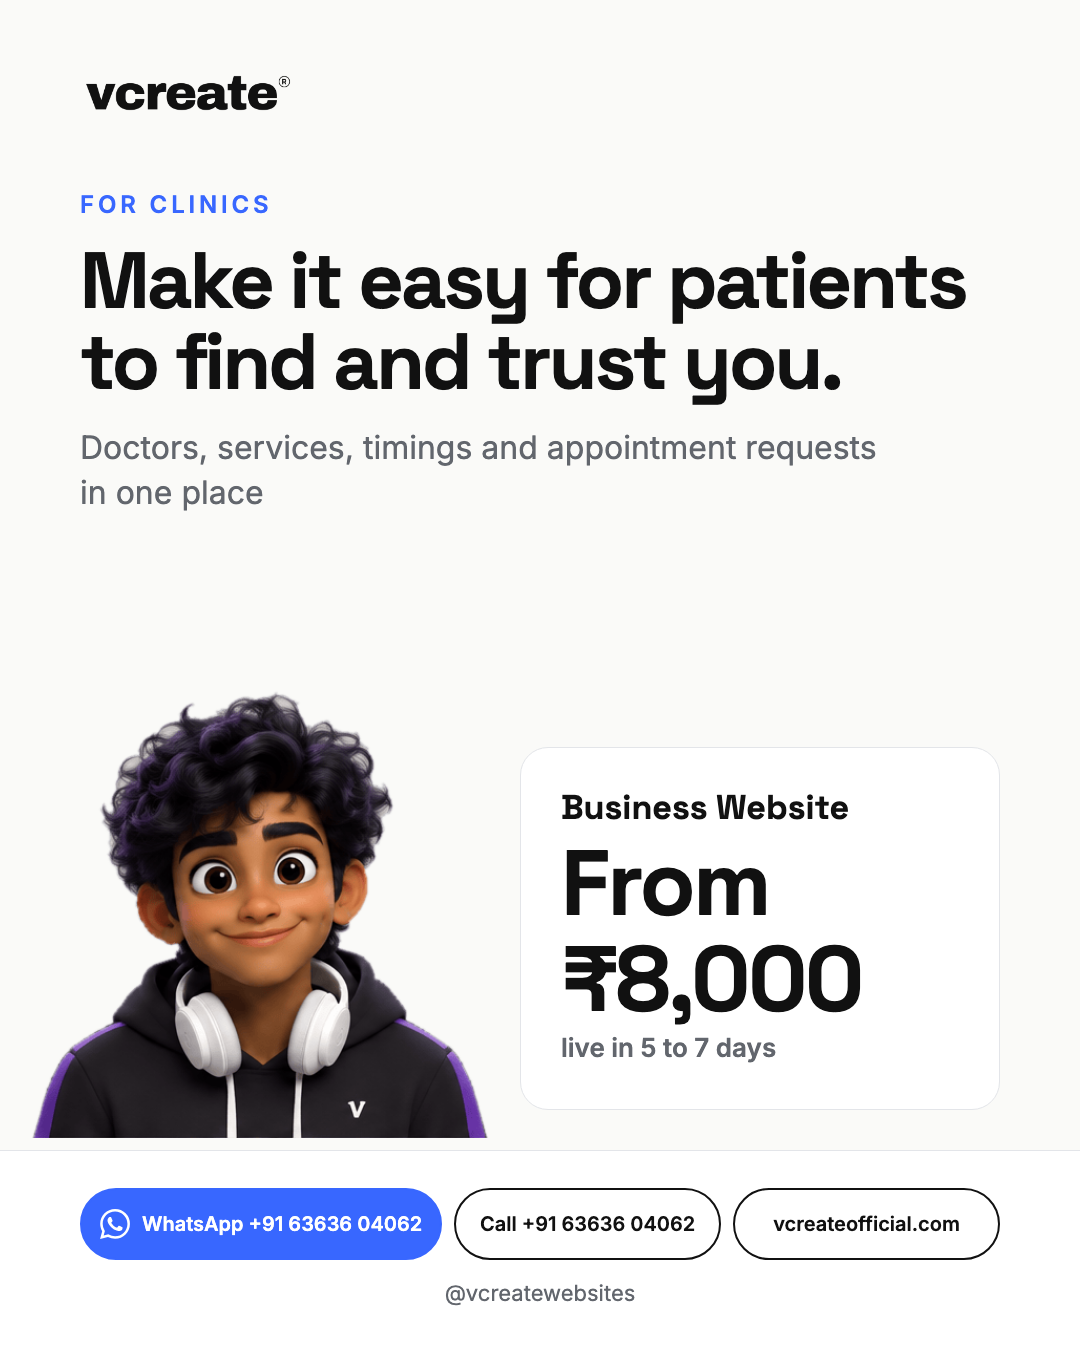 vcreate®
FOR CLINICS
Make it easy for patients
to find and trust you.
Doctors, services, timings and appointment requests
in one place
Business Website
From
₹8,000
live in 5 to 7 days
V
WhatsApp +91 63636 04062
Call +91 63636 04062
vcreateofficial.com
@vcreatewebsites